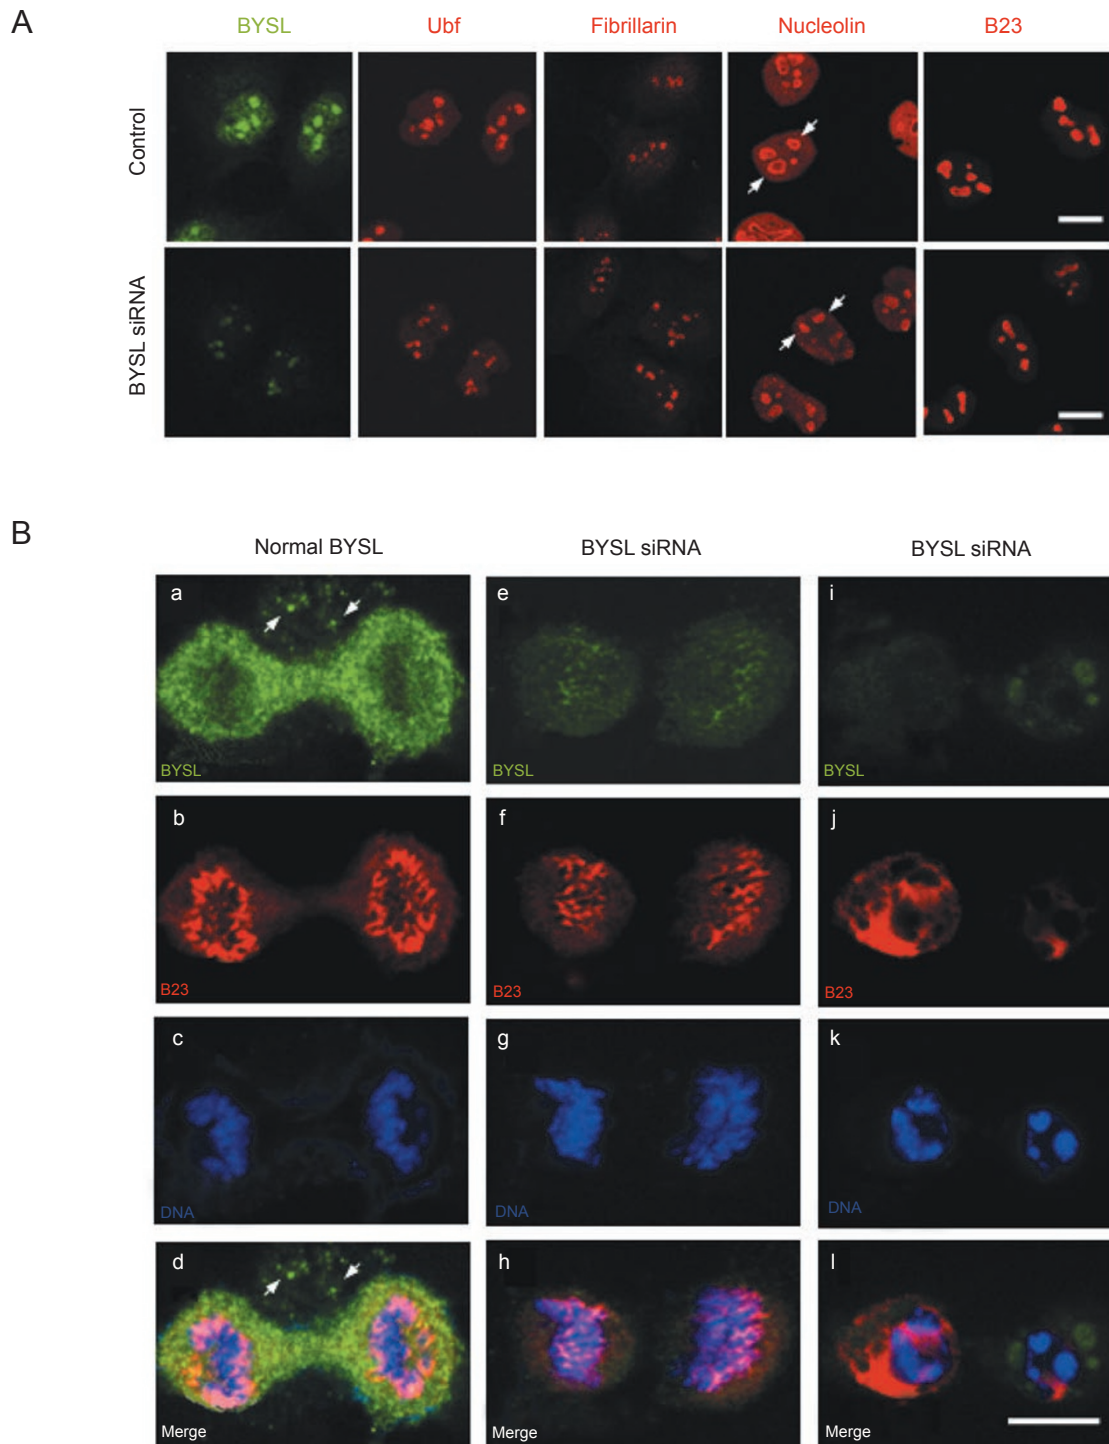 A
BYSL Ubf Fibrillarin Nucleolin B23
Control
BYSL siRNA
B
Normal BYSL BYSL siRNA BYSL siRNA
a e i
BYSL BYSL BYSL
b f j
B23 B23 B23
c g k
DNA DNA DNA
d h l
Merge Merge Merge